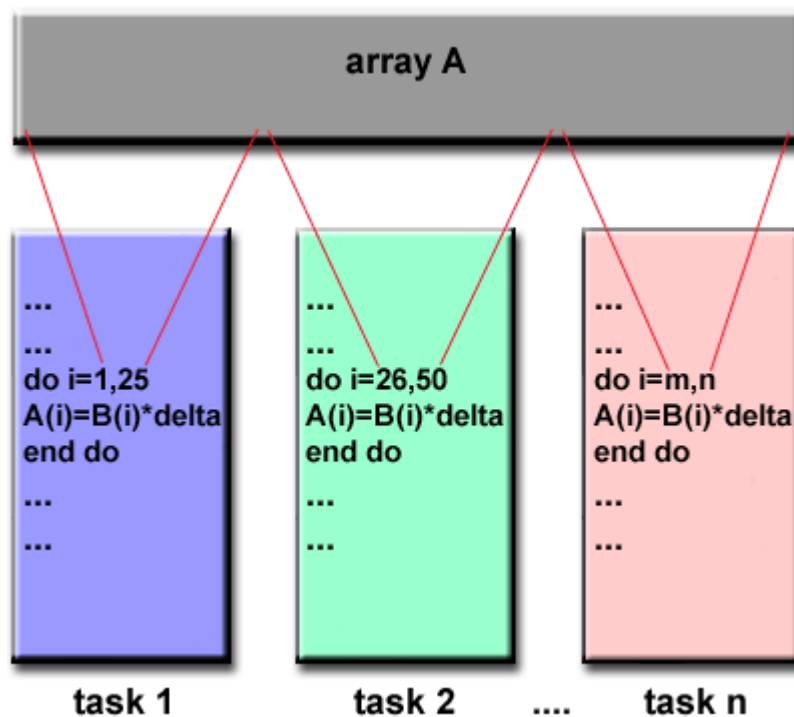 array A
...
...
do i=1,25
A(i)=B(i)*delta
end do
...
...
...
...
do i=26,50
A(i)=B(i)*delta
end do
...
...
...
...
do i=m,n
A(i)=B(i)*delta
end do
...
...
task 1
task 2
....
task n